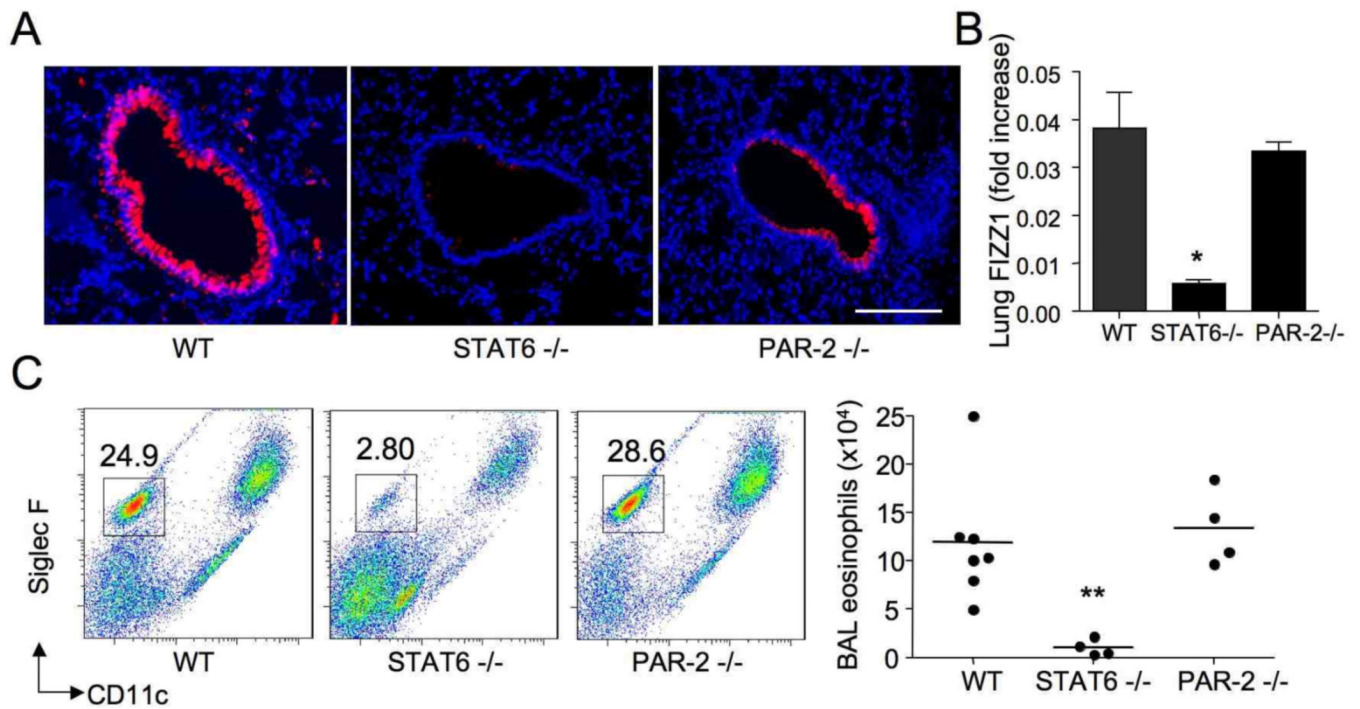 A
B
WT
STAT6 -/-
PAR-2 -/-
Lung FIZZ1 (fold increase)
0.05
0.04
0.03
0.02
0.01
0.00
*
WT
STAT6-/-
PAR-2-/-
C
Siglec F
CD11c
24.9
2.80
28.6
WT
STAT6 -/-
PAR-2 -/-
BAL eosinophils (x10⁴)
25
20
15
10
5
0
**
WT
STAT6 -/-
PAR-2 -/-